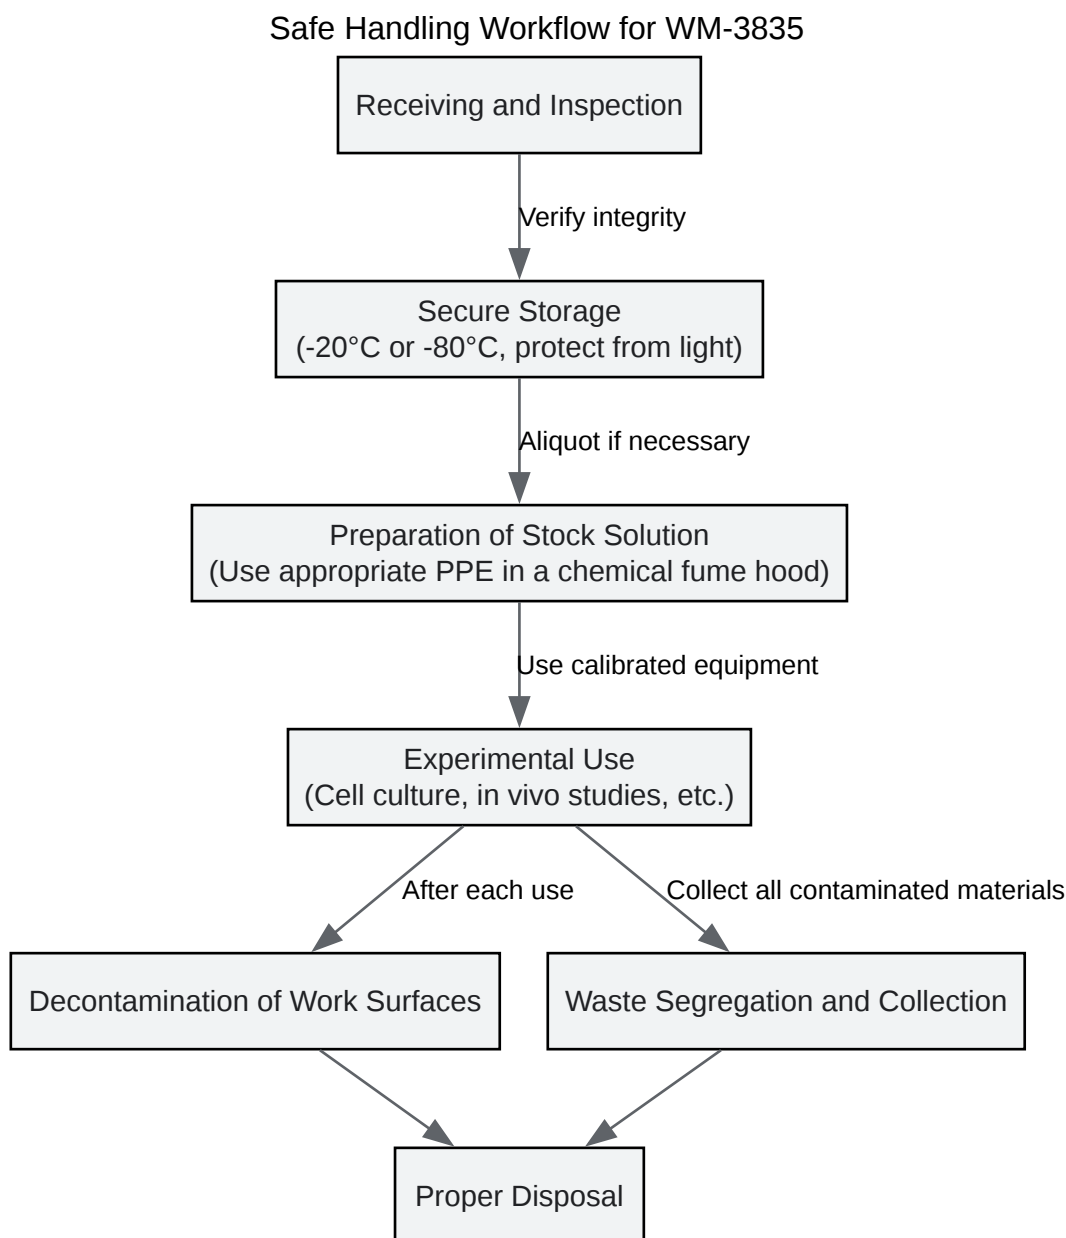 Safe Handling Workflow for WM-3835
Receiving and Inspection
Verify integrity
Secure Storage
(-20°C or -80°C, protect from light)
Aliquot if necessary
Preparation of Stock Solution
(Use appropriate PPE in a chemical fume hood)
Use calibrated equipment
Experimental Use
(Cell culture, in vivo studies, etc.)
After each use
Collect all contaminated materials
Decontamination of Work Surfaces
Waste Segregation and Collection
Proper Disposal